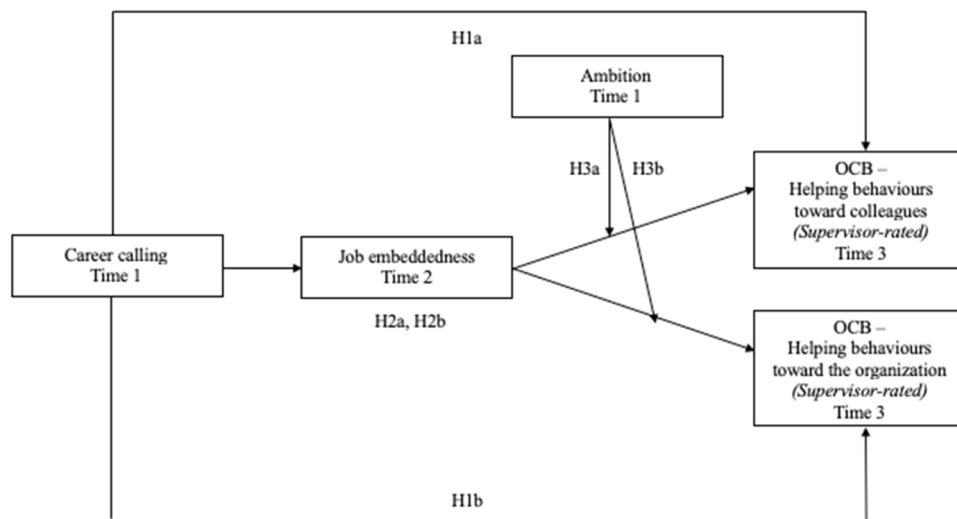 H1a
Ambition
Time 1
H3a
H3b
OCB –
Helping behaviours
toward colleagues
(Supervisor-rated)
Time 3
Career calling
Time 1
Job embeddedness
Time 2
H2a, H2b
OCB –
Helping behaviours
toward the organization
(Supervisor-rated)
Time 3
H1b